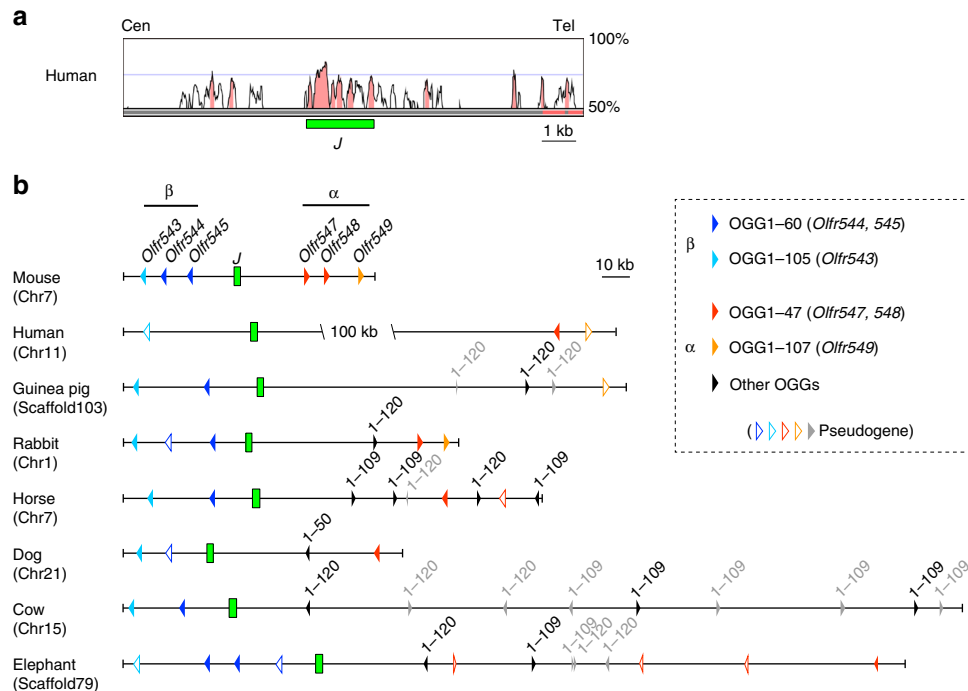 a
Cen
Tel
100%
Human
50%
1 kb
J
b
β
α
Olfr543
Olfr544
Olfr545
J
Olfr547
Olfr548
Olfr549
10 kb
Mouse
(Chr7)
Human
(Chr11)
100 kb
Guinea pig
(Scaffold103)
1–120
1–120
1–120
Rabbit
(Chr1)
1–120
Horse
(Chr7)
1–109
1–109
1–120
1–120
1–109
Dog
(Chr21)
1–50
Cow
(Chr15)
1–120
1–120
1–120
1–109
1–109
1–109
1–109
1–109
1–109
Elephant
(Scaffold79)
1–120
1–109
1–109
1–120
1–120
β
OGG1–60 (Olfr544, 545)
OGG1–105 (Olfr543)
α
OGG1–47 (Olfr547, 548)
OGG1–107 (Olfr549)
Other OGGs
( Pseudogene)